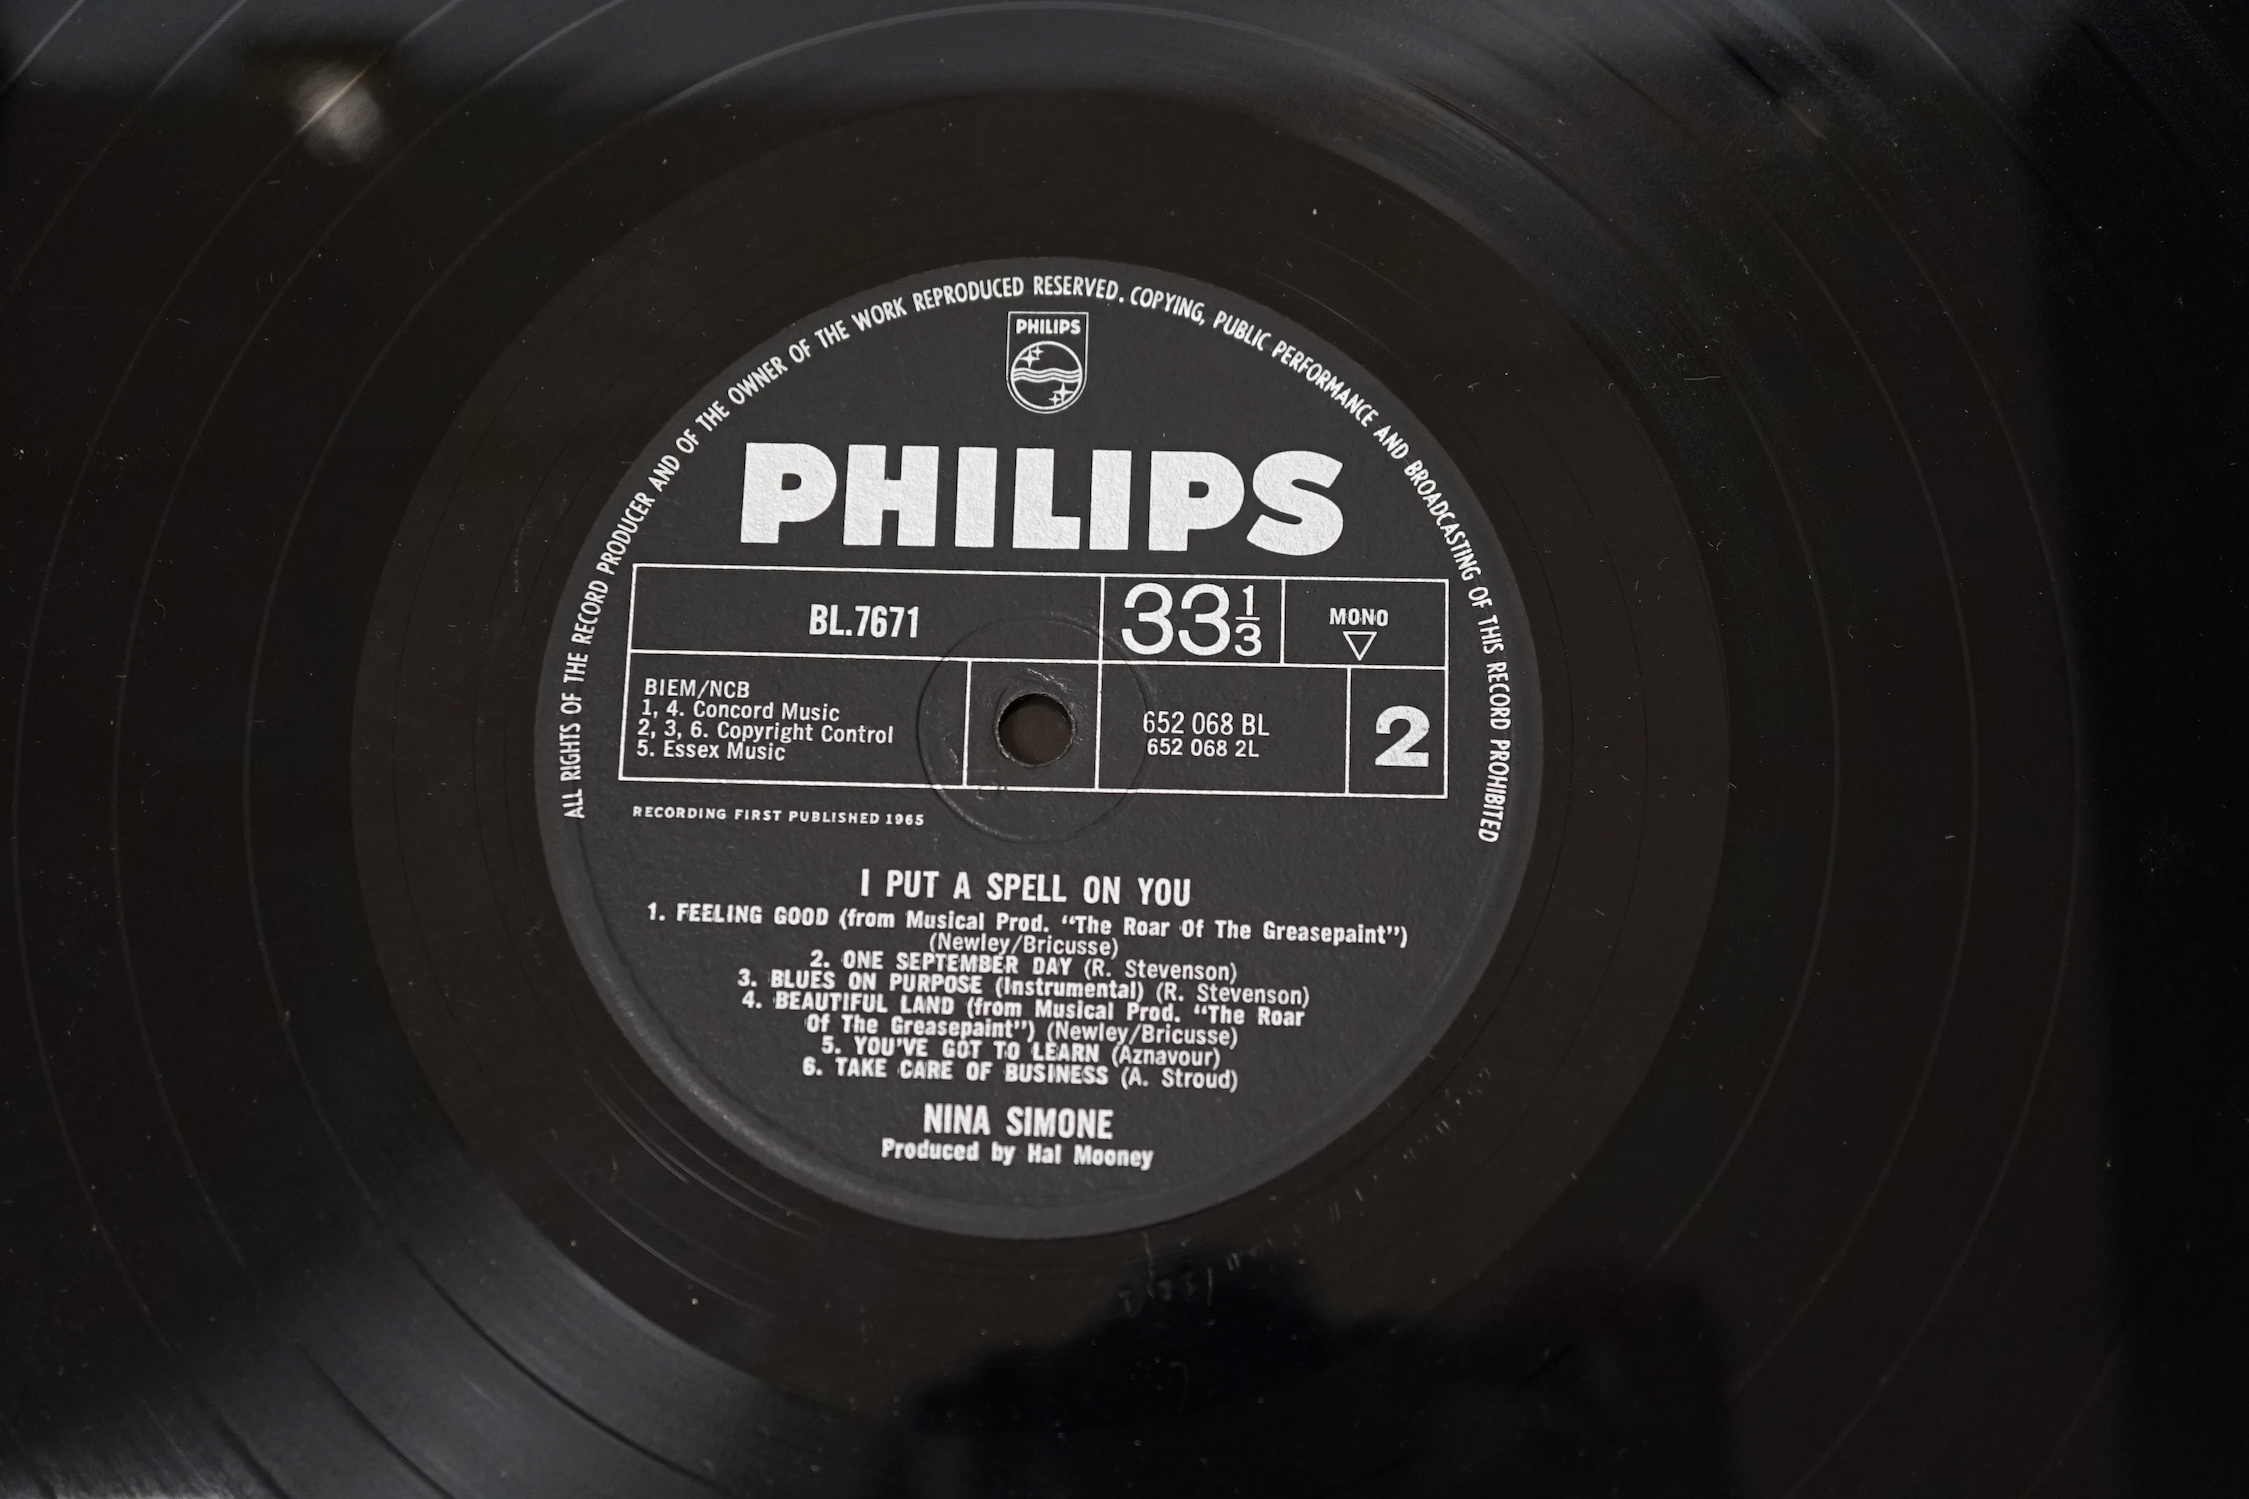 ALL RIGHTS OF THE RECORD PRODUCER AND OF THE OWNER OF THE WORK REPRODUCED RESERVED. COPYING, PUBLIC PERFORMANCE AND BROADCASTING OF THIS RECORD PROHIBITED
PHILIPS
PHILIPS
BL.7671
33 1/3
MONO
BIEM/NCB
1, 4. Concord Music
2, 3, 6. Copyright Control
5. Essex Music
652 068 BL
652 068 2L
2
RECORDING FIRST PUBLISHED 1965
I PUT A SPELL ON YOU
1. FEELING GOOD (from Musical Prod. “The Roar Of The Greasepaint”)
(Newley/Bricusse)
2. ONE SEPTEMBER DAY (R. Stevenson)
3. BLUES ON PURPOSE (Instrumental) (R. Stevenson)
4. BEAUTIFUL LAND (from Musical Prod. “The Roar
Of The Greasepaint”) (Newley/Bricusse)
5. YOU'VE GOT TO LEARN (Aznavour)
6. TAKE CARE OF BUSINESS (A. Stroud)
NINA SIMONE
Produced by Hal Mooney